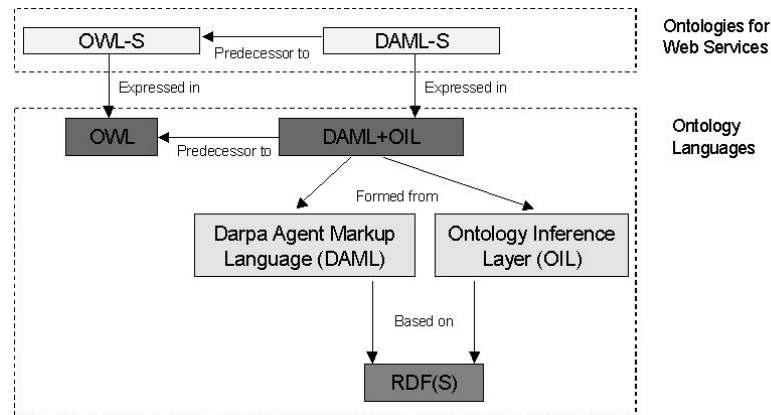 OWL-S
DAML-S
Predecessor to
Ontologies for
Web Services
Expressed in
Expressed in
OWL
DAML+OIL
Predecessor to
Ontology
Languages
Formed from
Darpa Agent Markup
Language (DAML)
Ontology Inference
Layer (OIL)
Based on
RDF(S)